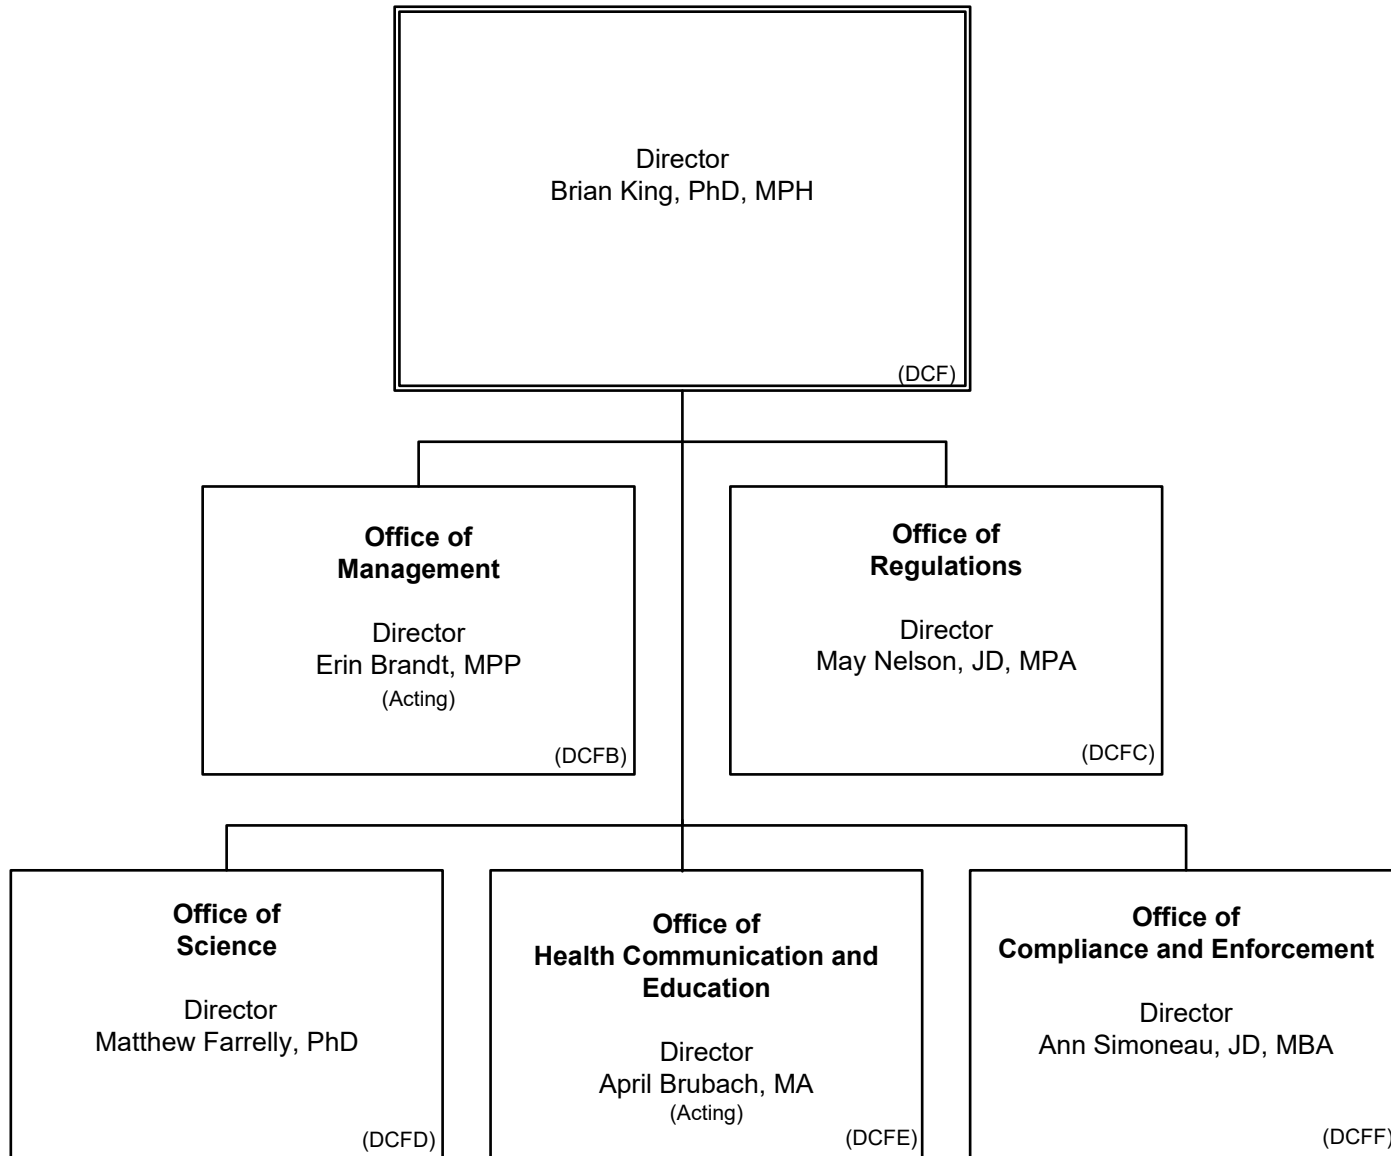 Director
Brian King, PhD, MPH
(DCF)
Office of
Management
Director
Erin Brandt, MPP
(Acting)
(DCFB)
Office of
Regulations
Director
May Nelson, JD, MPA
(DCFC)
Office of
Science
Director
Matthew Farrelly, PhD
(DCFD)
Office of
Health Communication and
Education
Director
April Brubach, MA
(Acting)
(DCFE)
Office of
Compliance and Enforcement
Director
Ann Simoneau, JD, MBA
(DCFF)